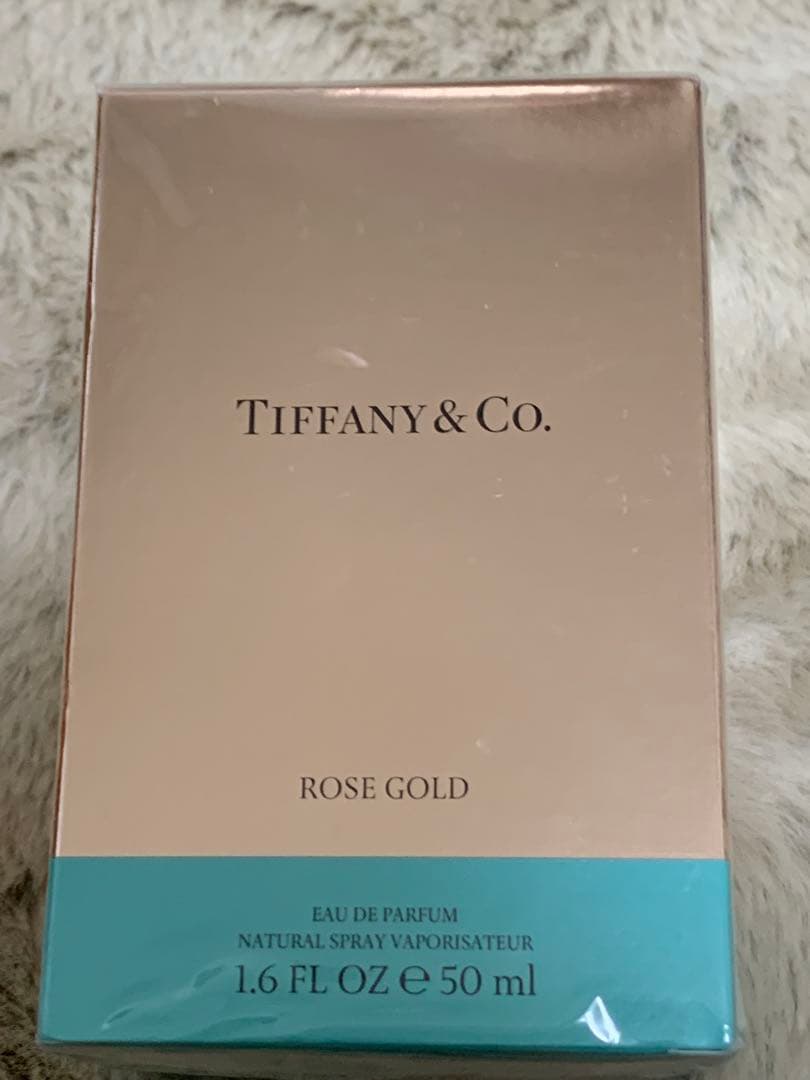 TIFFANY & CO.
ROSE GOLD
EAU DE PARFUM
NATURAL SPRAY VAPORISATEUR
1.6 FL OZ ℮ 50 ml